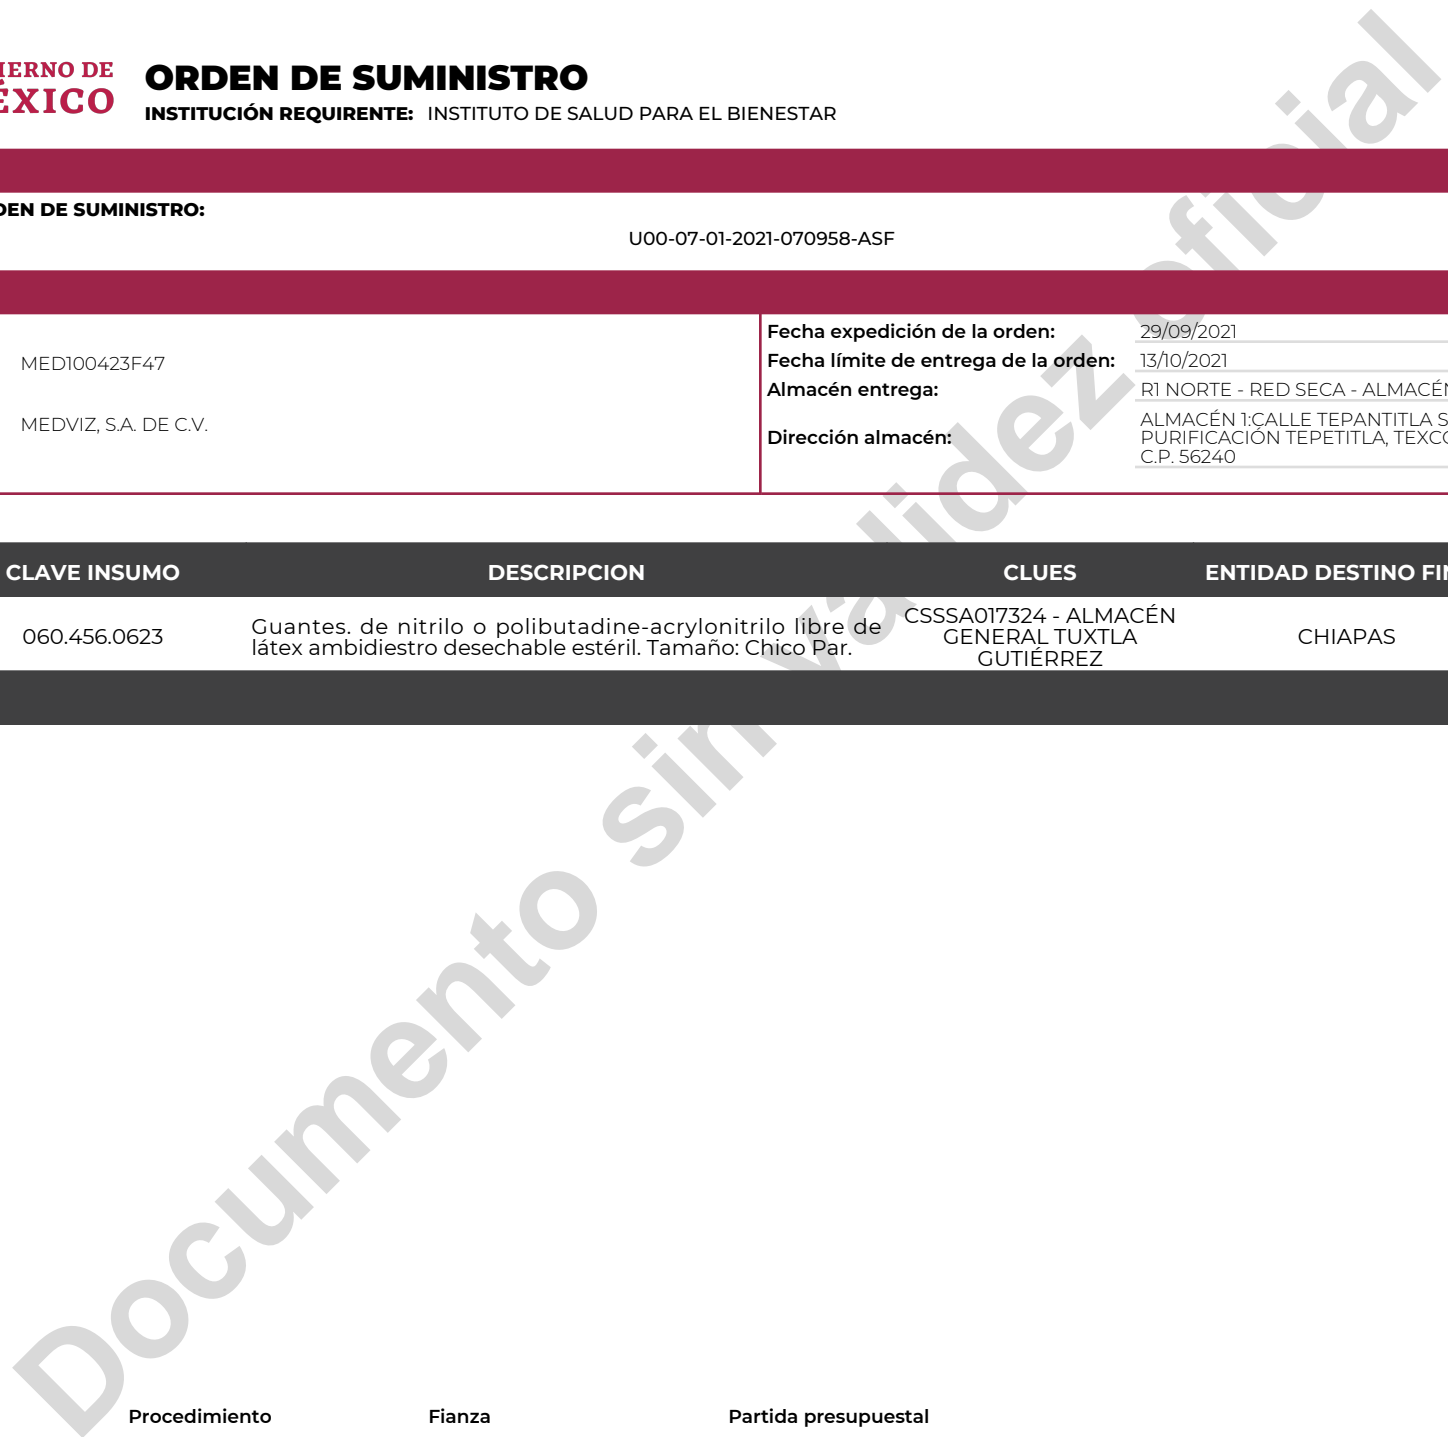 IERNO DE
ÉXICO
ORDEN DE SUMINISTRO
INSTITUCIÓN REQUIRENTE: INSTITUTO DE SALUD PARA EL BIENESTAR
DEN DE SUMINISTRO:
U00-07-01-2021-070958-ASF
MED100423F47
MEDVIZ, S.A. DE C.V.
Fecha expedición de la orden: 29/09/2021
Fecha límite de entrega de la orden: 13/10/2021
Almacén entrega: R1 NORTE - RED SECA - ALMACÉN
Dirección almacén:
ALMACÉN 1:CALLE TEPANTITLA S
PURIFICACIÓN TEPETITLA, TEXCO
C.P. 56240
CLAVE INSUMO DESCRIPCION CLUES ENTIDAD DESTINO FIN
060.456.0623
Guantes. de nitrilo o polibutadine-acrylonitrilo libre de
látex ambidiestro desechable estéril. Tamaño: Chico Par.
CSSSA017324 - ALMACÉN
GENERAL TUXTLA
GUTIÉRREZ
CHIAPAS
Documento sin validez oficial
Procedimiento Fianza Partida presupuestal